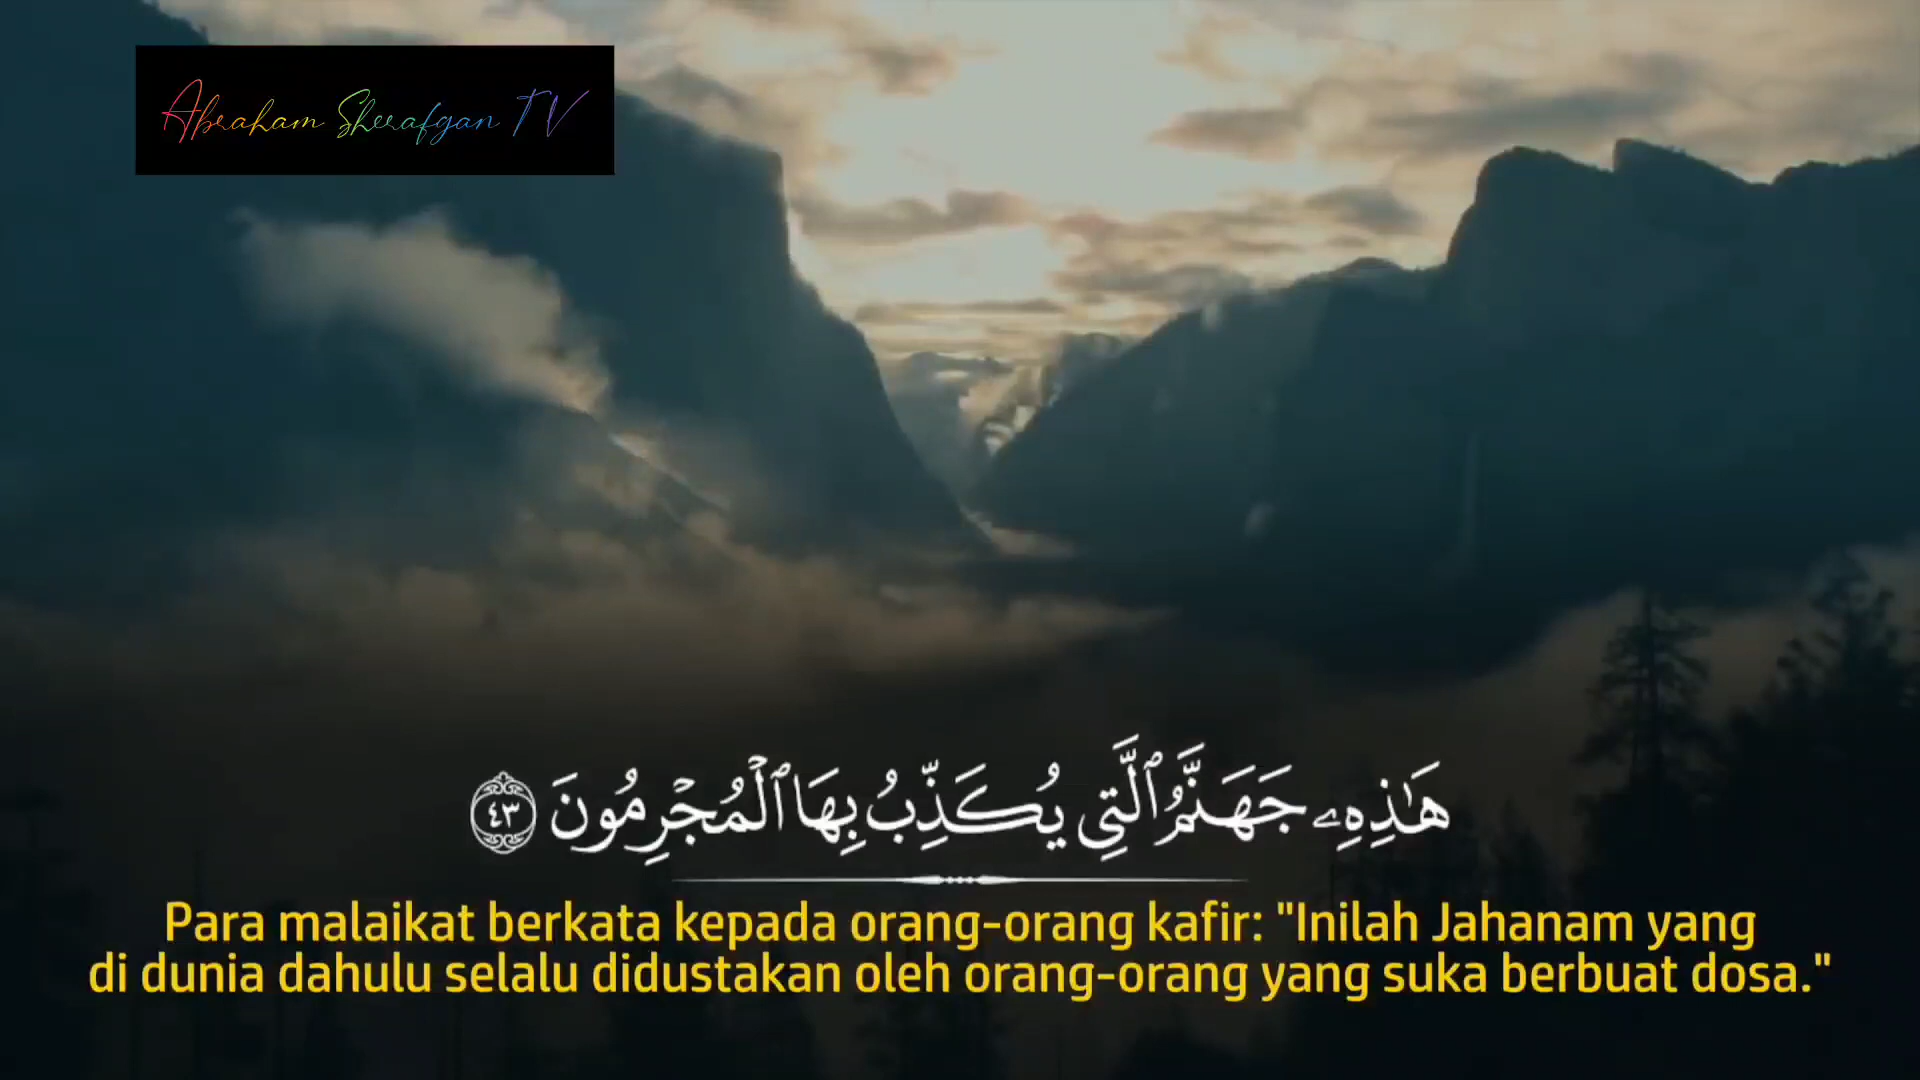 Abraham Sherafgan TV
هَـٰذِهِۦ جَهَنَّمُ ٱلَّتِي يُكَذِّبُ بِهَا ٱلۡمُجۡرِمُونَ ٤٣
Para malaikat berkata kepada orang-orang kafir: "Inilah Jahanam yang
di dunia dahulu selalu didustakan oleh orang-orang yang suka berbuat dosa."